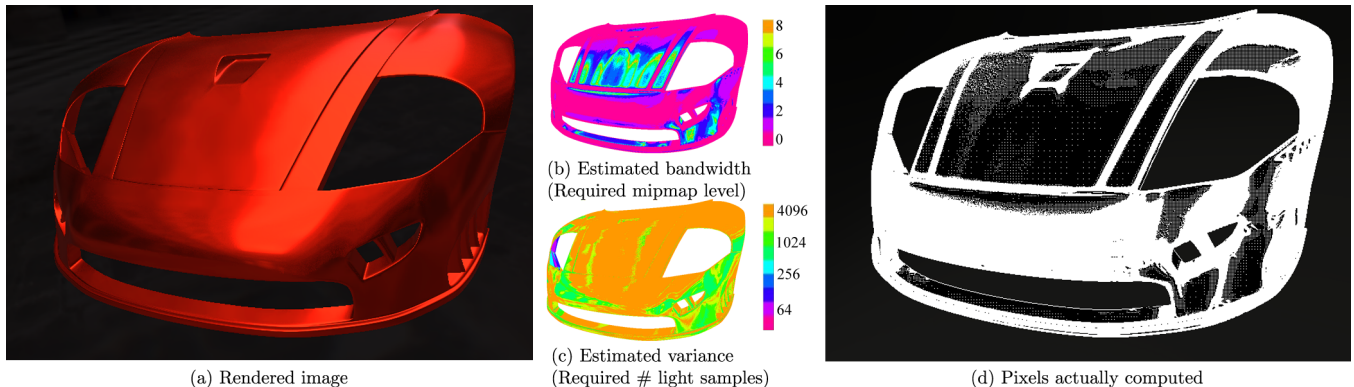 8
6
4
2
0
(b) Estimated bandwidth
(Required mipmap level)
4096
1024
256
64
(c) Estimated variance
(Required # light samples)
(a) Rendered image
(d) Pixels actually computed